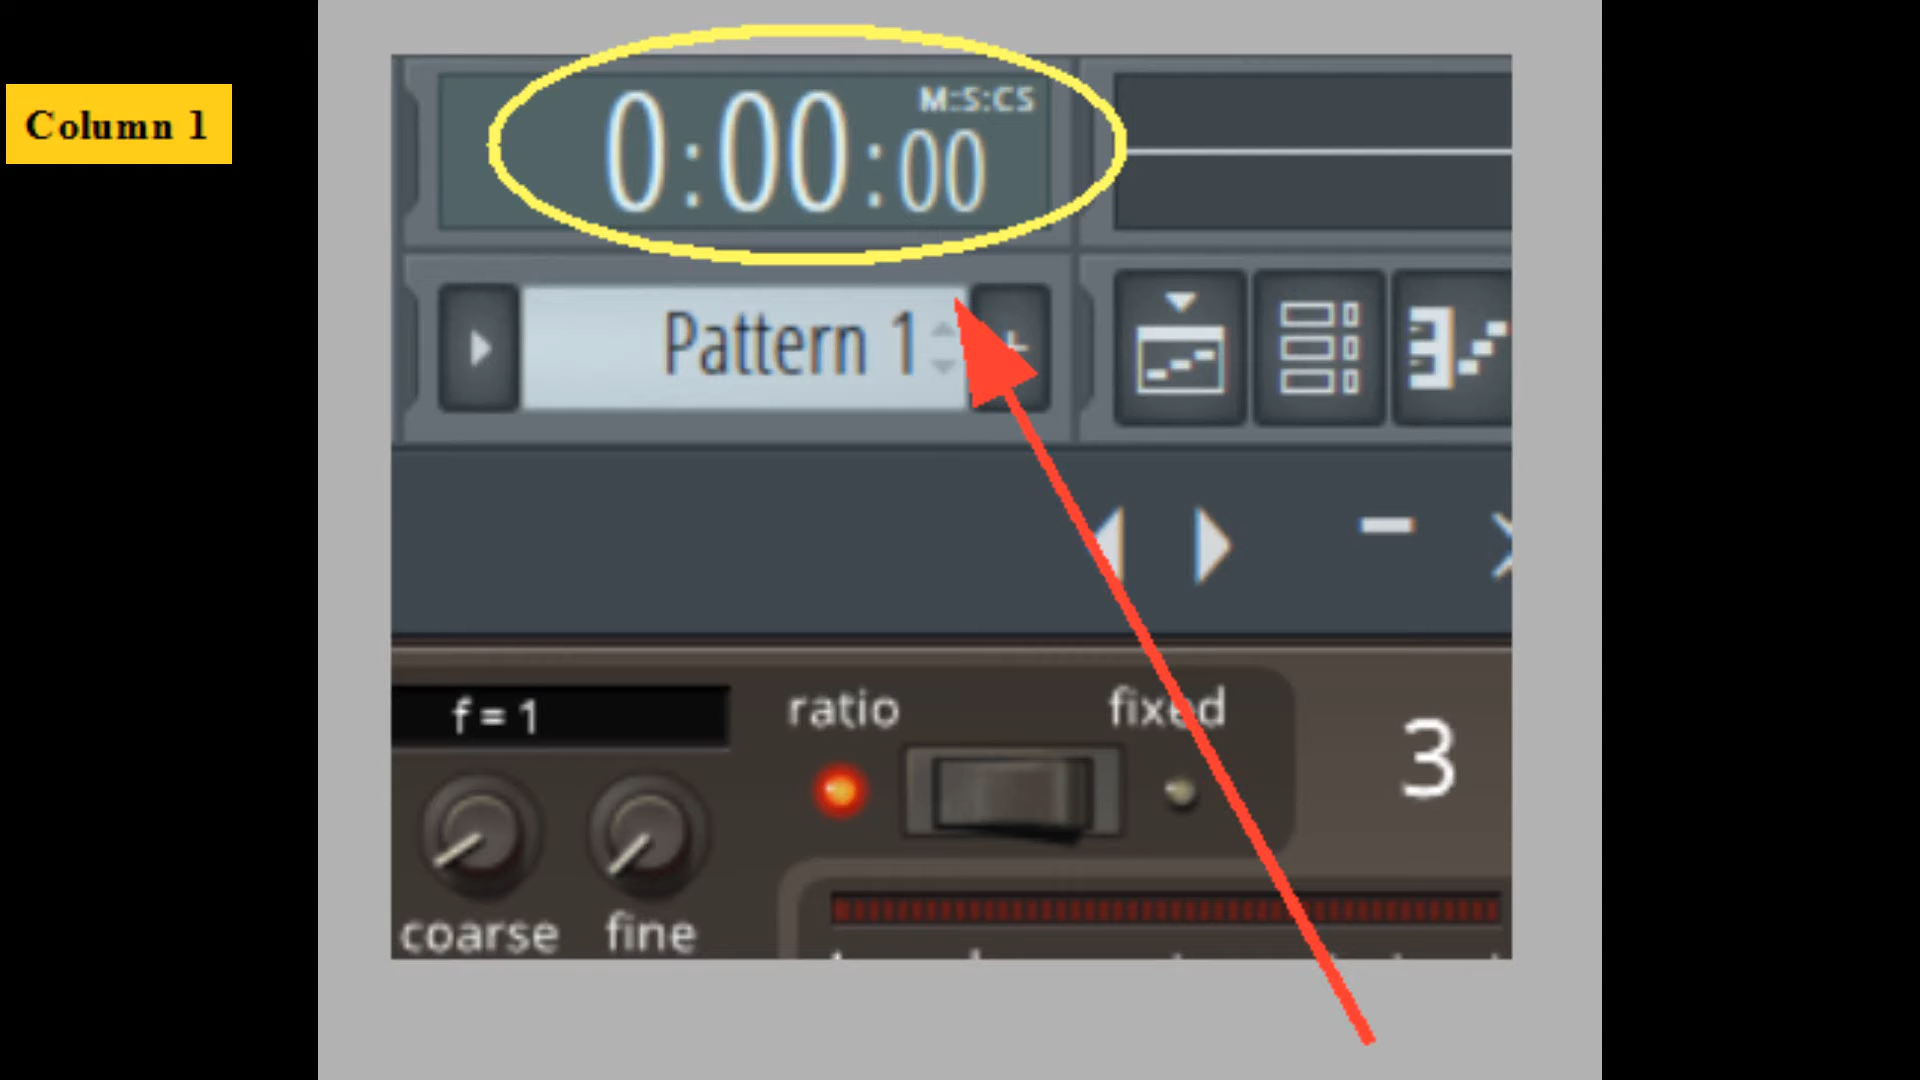 Column 1
M:S:CS
0:00:00
Pattern 1
+
f = 1
ratio
fixed
3
coarse
fine